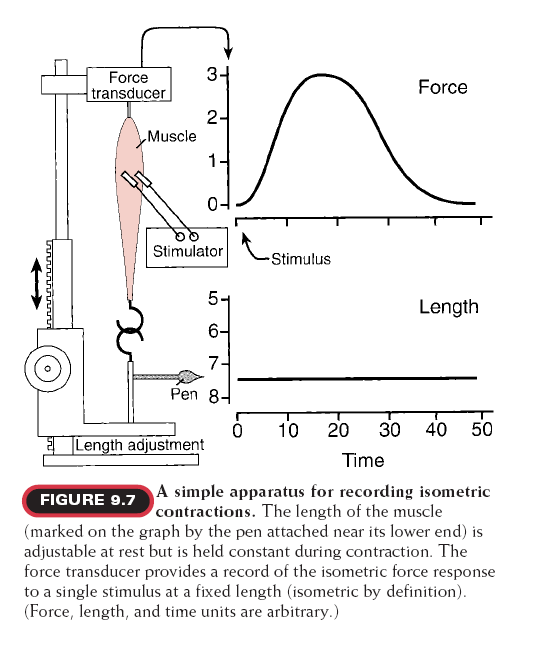 Force
transducer
Muscle
Stimulator
Pen
Length adjustment
3
2
1
0
Force
Stimulus
5
6
7
8
Length
0 10 20 30 40 50
Time
FIGURE 9.7 A simple apparatus for recording isometric
contractions. The length of the muscle
(marked on the graph by the pen attached near its lower end) is
adjustable at rest but is held constant during contraction. The
force transducer provides a record of the isometric force response
to a single stimulus at a fixed length (isometric by definition).
(Force, length, and time units are arbitrary.)